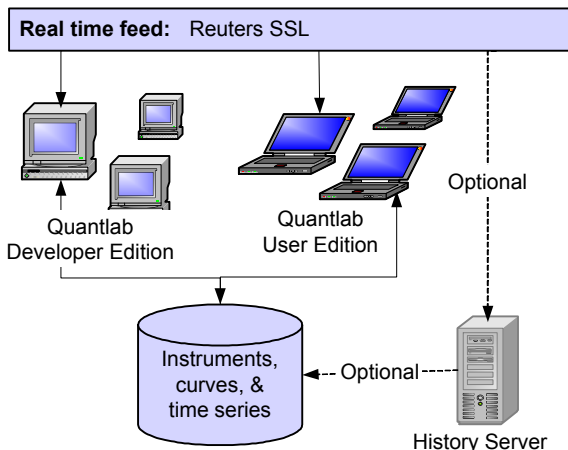 Real time feed: Reuters SSL
Optional
Quantlab
Developer Edition
Quantlab
User Edition
Instruments,
curves, &
time series
Optional
History Server